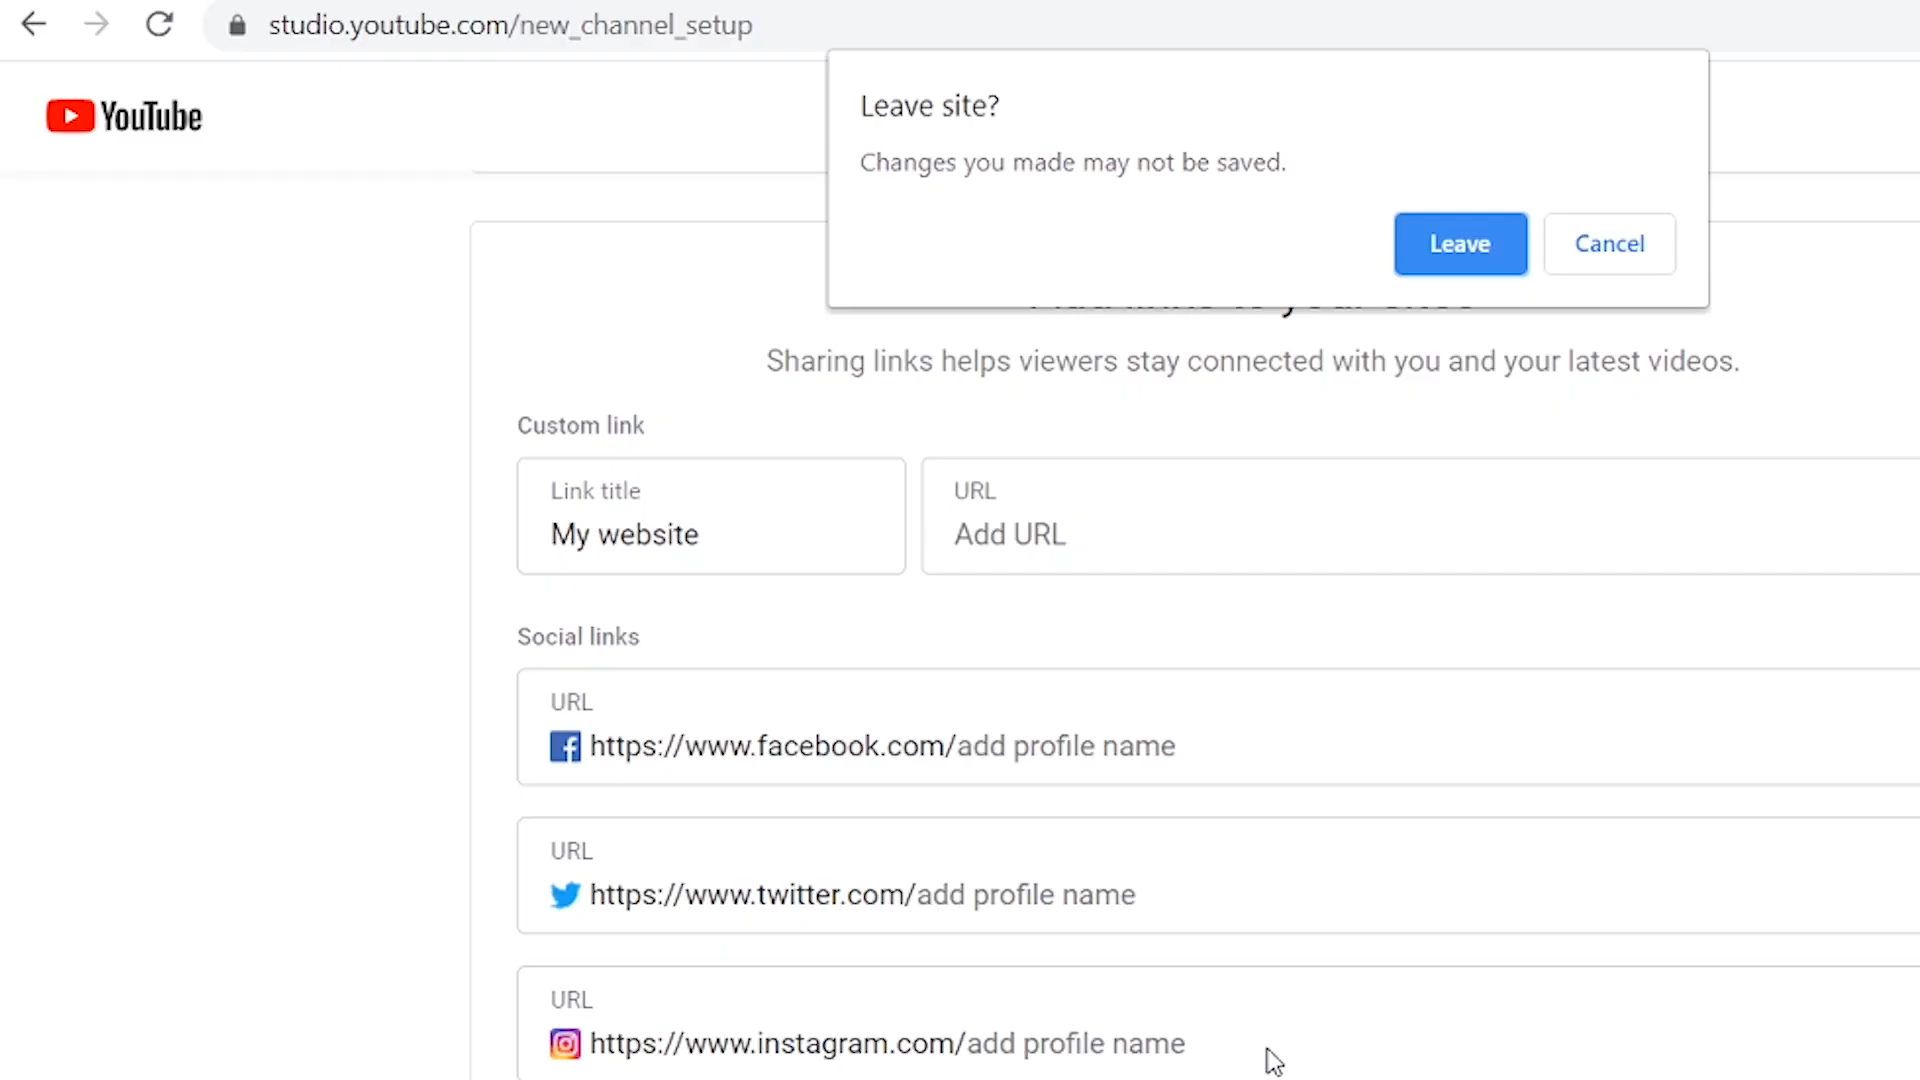 studio.youtube.com/new_channel_setup
YouTube
Leave site?
Changes you made may not be saved.
Leave
Cancel
Sharing links helps viewers stay connected with you and your latest videos.
Custom link
Link title
My website
URL
Add URL
Social links
URL
https://www.facebook.com/add profile name
URL
https://www.twitter.com/add profile name
URL
https://www.instagram.com/add profile name